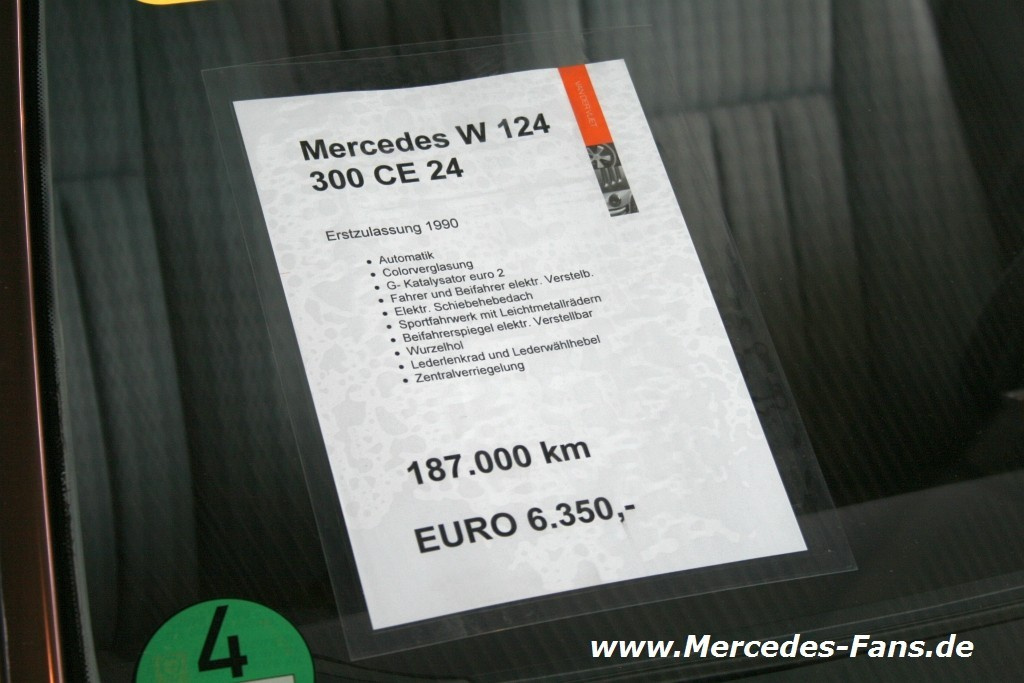 Mercedes W 124
300 CE 24
Erstzulassung 1990
• Automatik
• Colorverglasung
• G- Katalysator euro 2
• Fahrer und Beifahrer elektr. Verstelb.
• Elektr. Schiebehebedach
• Sportfahrwerk mit Leichtmetallrädern
• Beifahrerspiegel elektr. Verstellbar
• Wurzelhol
• Lederlenkrad und Lederwählhebel
• Zentralverriegelung
187.000 km
EURO 6.350,-
4
www.Mercedes-Fans.de